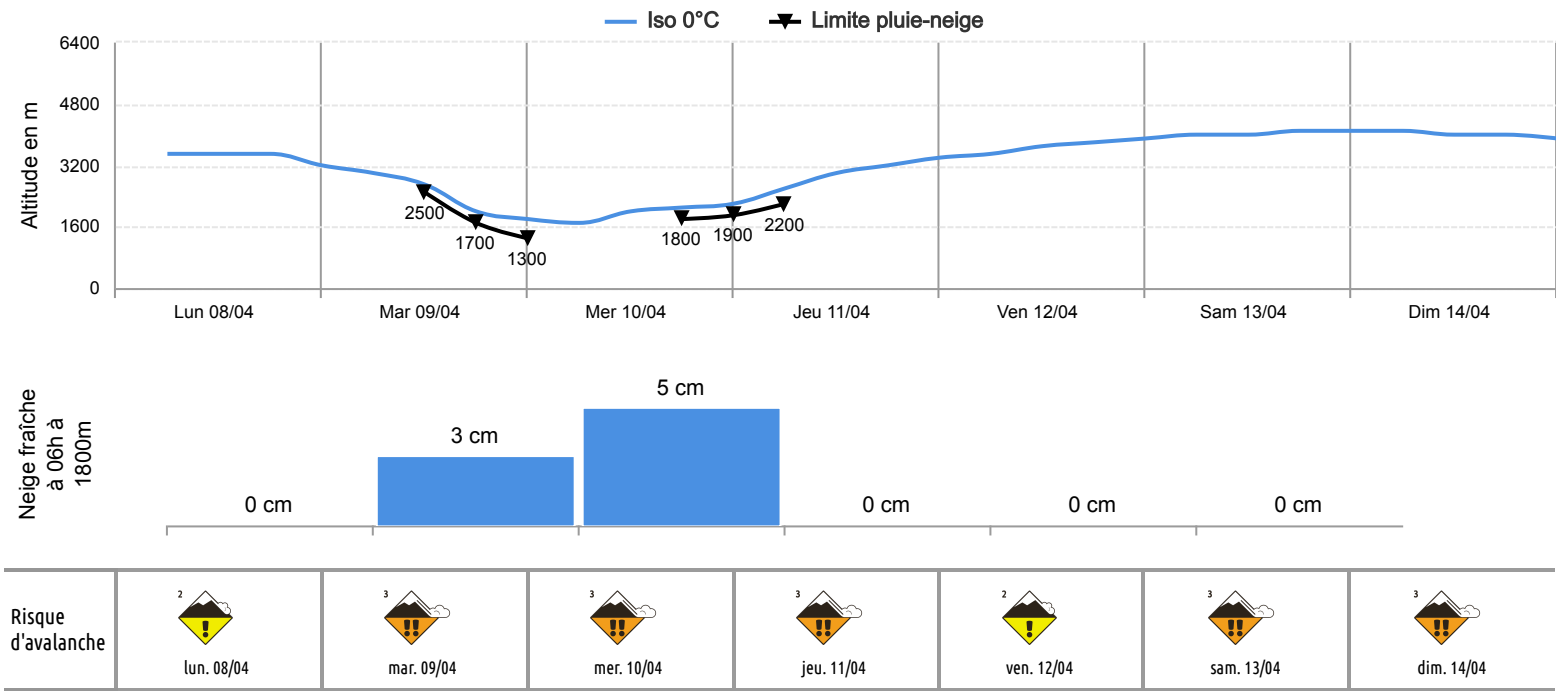 Iso 0°C Limite pluie-neige
6400
4800
3200
1600
0
Altitude en m
2500
1700
1300
1800
1900
2200
Lun 08/04 Mar 09/04 Mer 10/04 Jeu 11/04 Ven 12/04 Sam 13/04 Dim 14/04
Neige fraîche
à 06h à
1800m
0 cm 3 cm 5 cm 0 cm 0 cm 0 cm
Risque
d'avalanche
2 3 3 3 2 3 3
lun. 08/04 mar. 09/04 mer. 10/04 jeu. 11/04 ven. 12/04 sam. 13/04 dim. 14/04